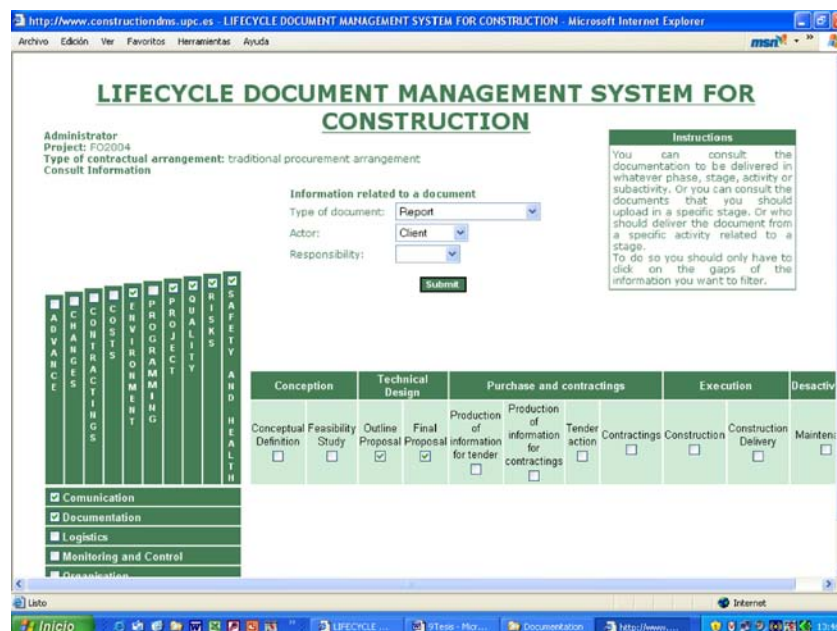 http://www.constructiondms.upc.es - LIFECYCLE DOCUMENT MANAGEMENT SYSTEM FOR CONSTRUCTION - Microsoft Internet Explorer
Archivo Edición Ver Favoritos Herramientas Ayuda
msn
LIFECYCLE DOCUMENT MANAGEMENT SYSTEM FOR
CONSTRUCTION
Administrator
Project: FO2004
Type of contractual arrangement: traditional procurement arrangement
Consult Information
Instructions
You can consult the
documentation to be delivered in
whatever phase, stage, activity or
subactivity. Or you can consult the
documents that you should
upload in a specific stage. Or who
should deliver the document from
a specific activity related to a
stage.
To do so you should only have to
click on the gaps of the
information you want to filter.
Information related to a document
Type of document: Report
Actor: Client
Responsibility:
Submit
ADVANCE
CHANGES
CONTRACTINGS
COSTS
ENVIRONMENT
PROGRAMMING
PROJECT
QUALITY
RISKS
SAFETY AND HEALTH
Conception Technical Design Purchase and contractings Execution Desactiv
Conceptual Definition
Feasibility Study
Outline Proposal
Final Proposal
Production of information for tender
Production of information for contractings
Tender action
Contractings
Construction
Construction Delivery
Maintena
Comunication
Documentation
Logistics
Monitoring and Control
Organisation
Listo Internet
Inicio LIFECYCLE ... 9Tesis - Micr... Documentation http://www....